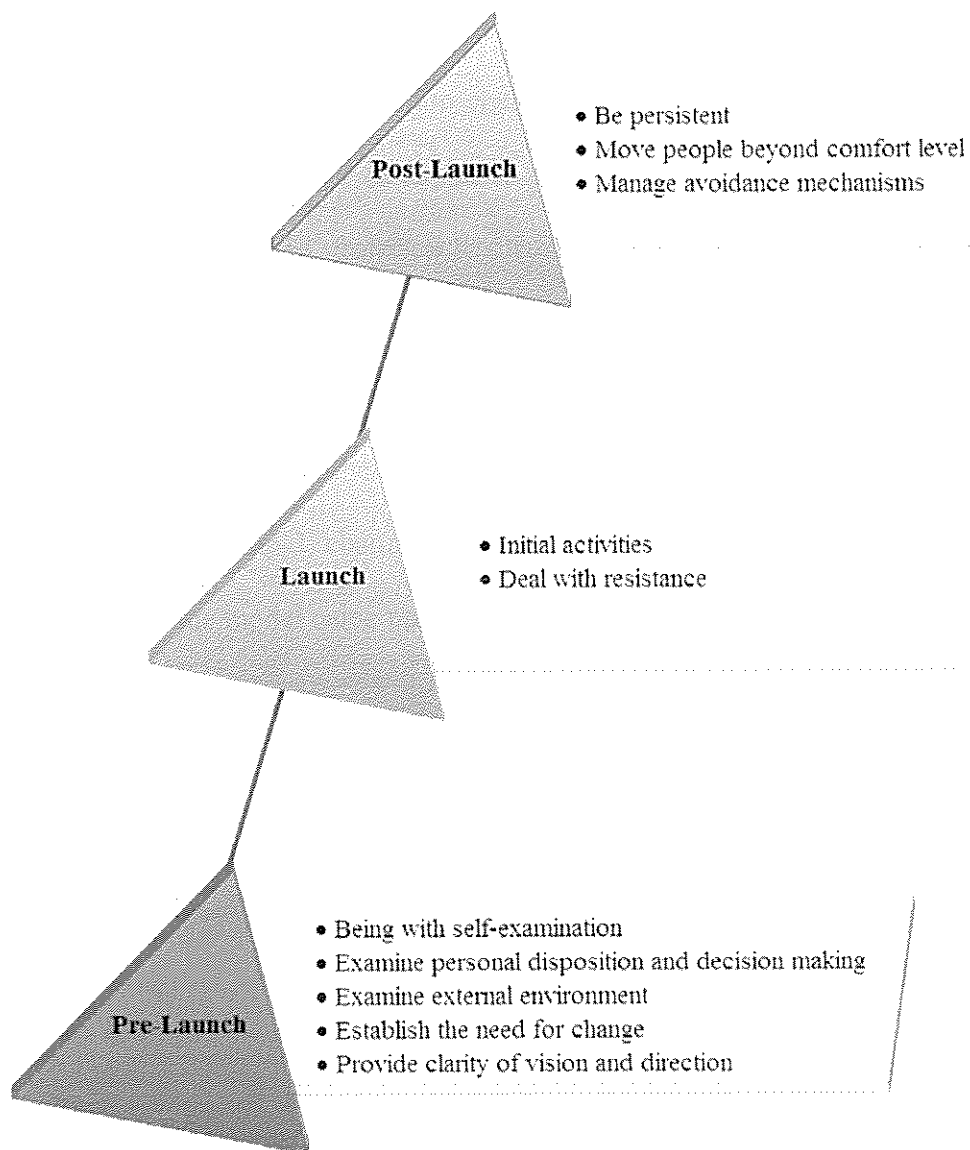 Post-Launch
• Be persistent
• Move people beyond comfort level
• Manage avoidance mechanisms
Launch
• Initial activities
• Deal with resistance
Pre-Launch
• Being with self-examination
• Examine personal disposition and decision making
• Examine external environment
• Establish the need for change
• Provide clarity of vision and direction